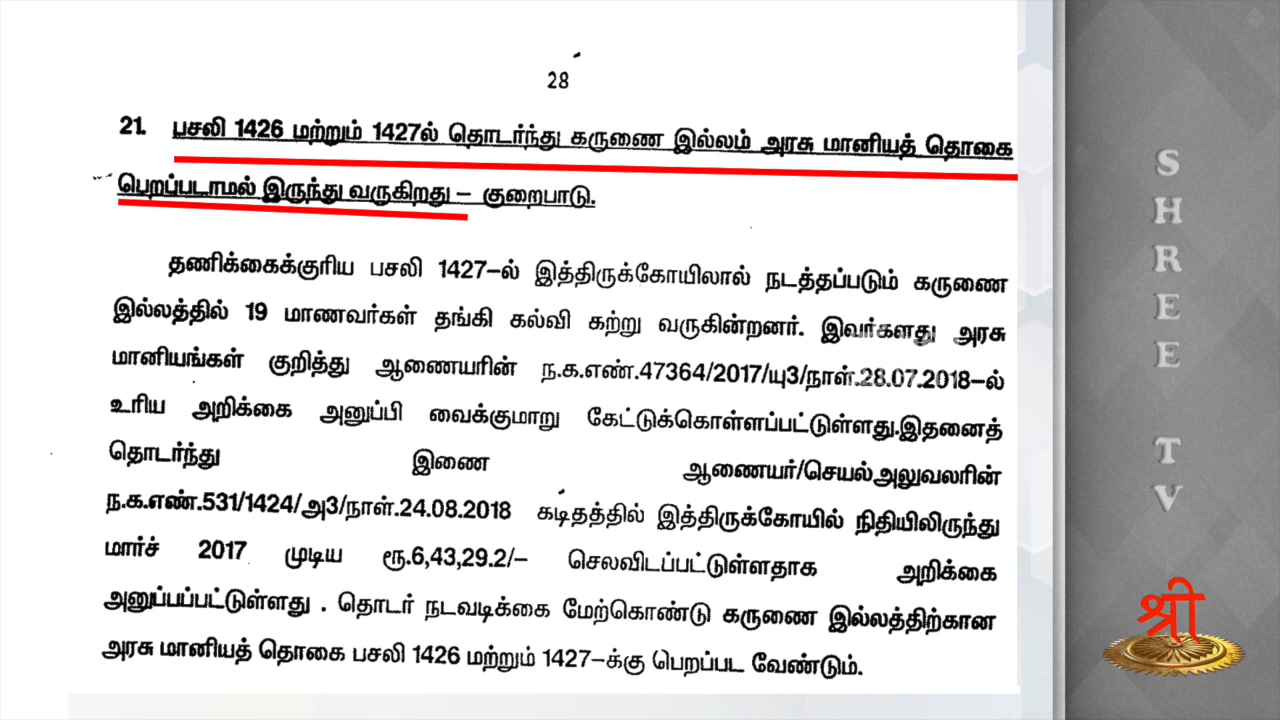 28
21. பசலி 1426 மற்றும் 1427ல் தொடர்ந்து கருணை இல்லம் அரசு மானியத் தொகை
பெறப்படாமல் இருந்து வருகிறது – குறைபாடு.
தணிக்கைக்குரிய பசலி 1427–ல் இத்திருக்கோயிலால் நடத்தப்படும் கருணை
இல்லத்தில் 19 மாணவர்கள் தங்கி கல்வி கற்று வருகின்றனர். இவர்களது அரசு
மானியங்கள் குறித்து ஆணையரின் ந.க.எண்.47364/2017/யு3/நாள்.28.07.2018–ல்
உரிய அறிக்கை அனுப்பி வைக்குமாறு கேட்டுக்கொள்ளப்பட்டுள்ளது.இதனைத்
தொடர்ந்து இணை ஆணையர்/செயல்அலுவலரின்
ந.க.எண்.531/1424/அ3/நாள்.24.08.2018 கடிதத்தில் இத்திருக்கோயில் நிதியிலிருந்து
மார்ச் 2017 முடிய ரூ.6,43,29.2/– செலவிடப்பட்டுள்ளதாக அறிக்கை
அனுப்பப்பட்டுள்ளது . தொடர் நடவடிக்கை மேற்கொண்டு கருணை இல்லத்திற்கான
அரசு மானியத் தொகை பசலி 1426 மற்றும் 1427–க்கு பெறப்பட வேண்டும்.
SHREE TV
श्री